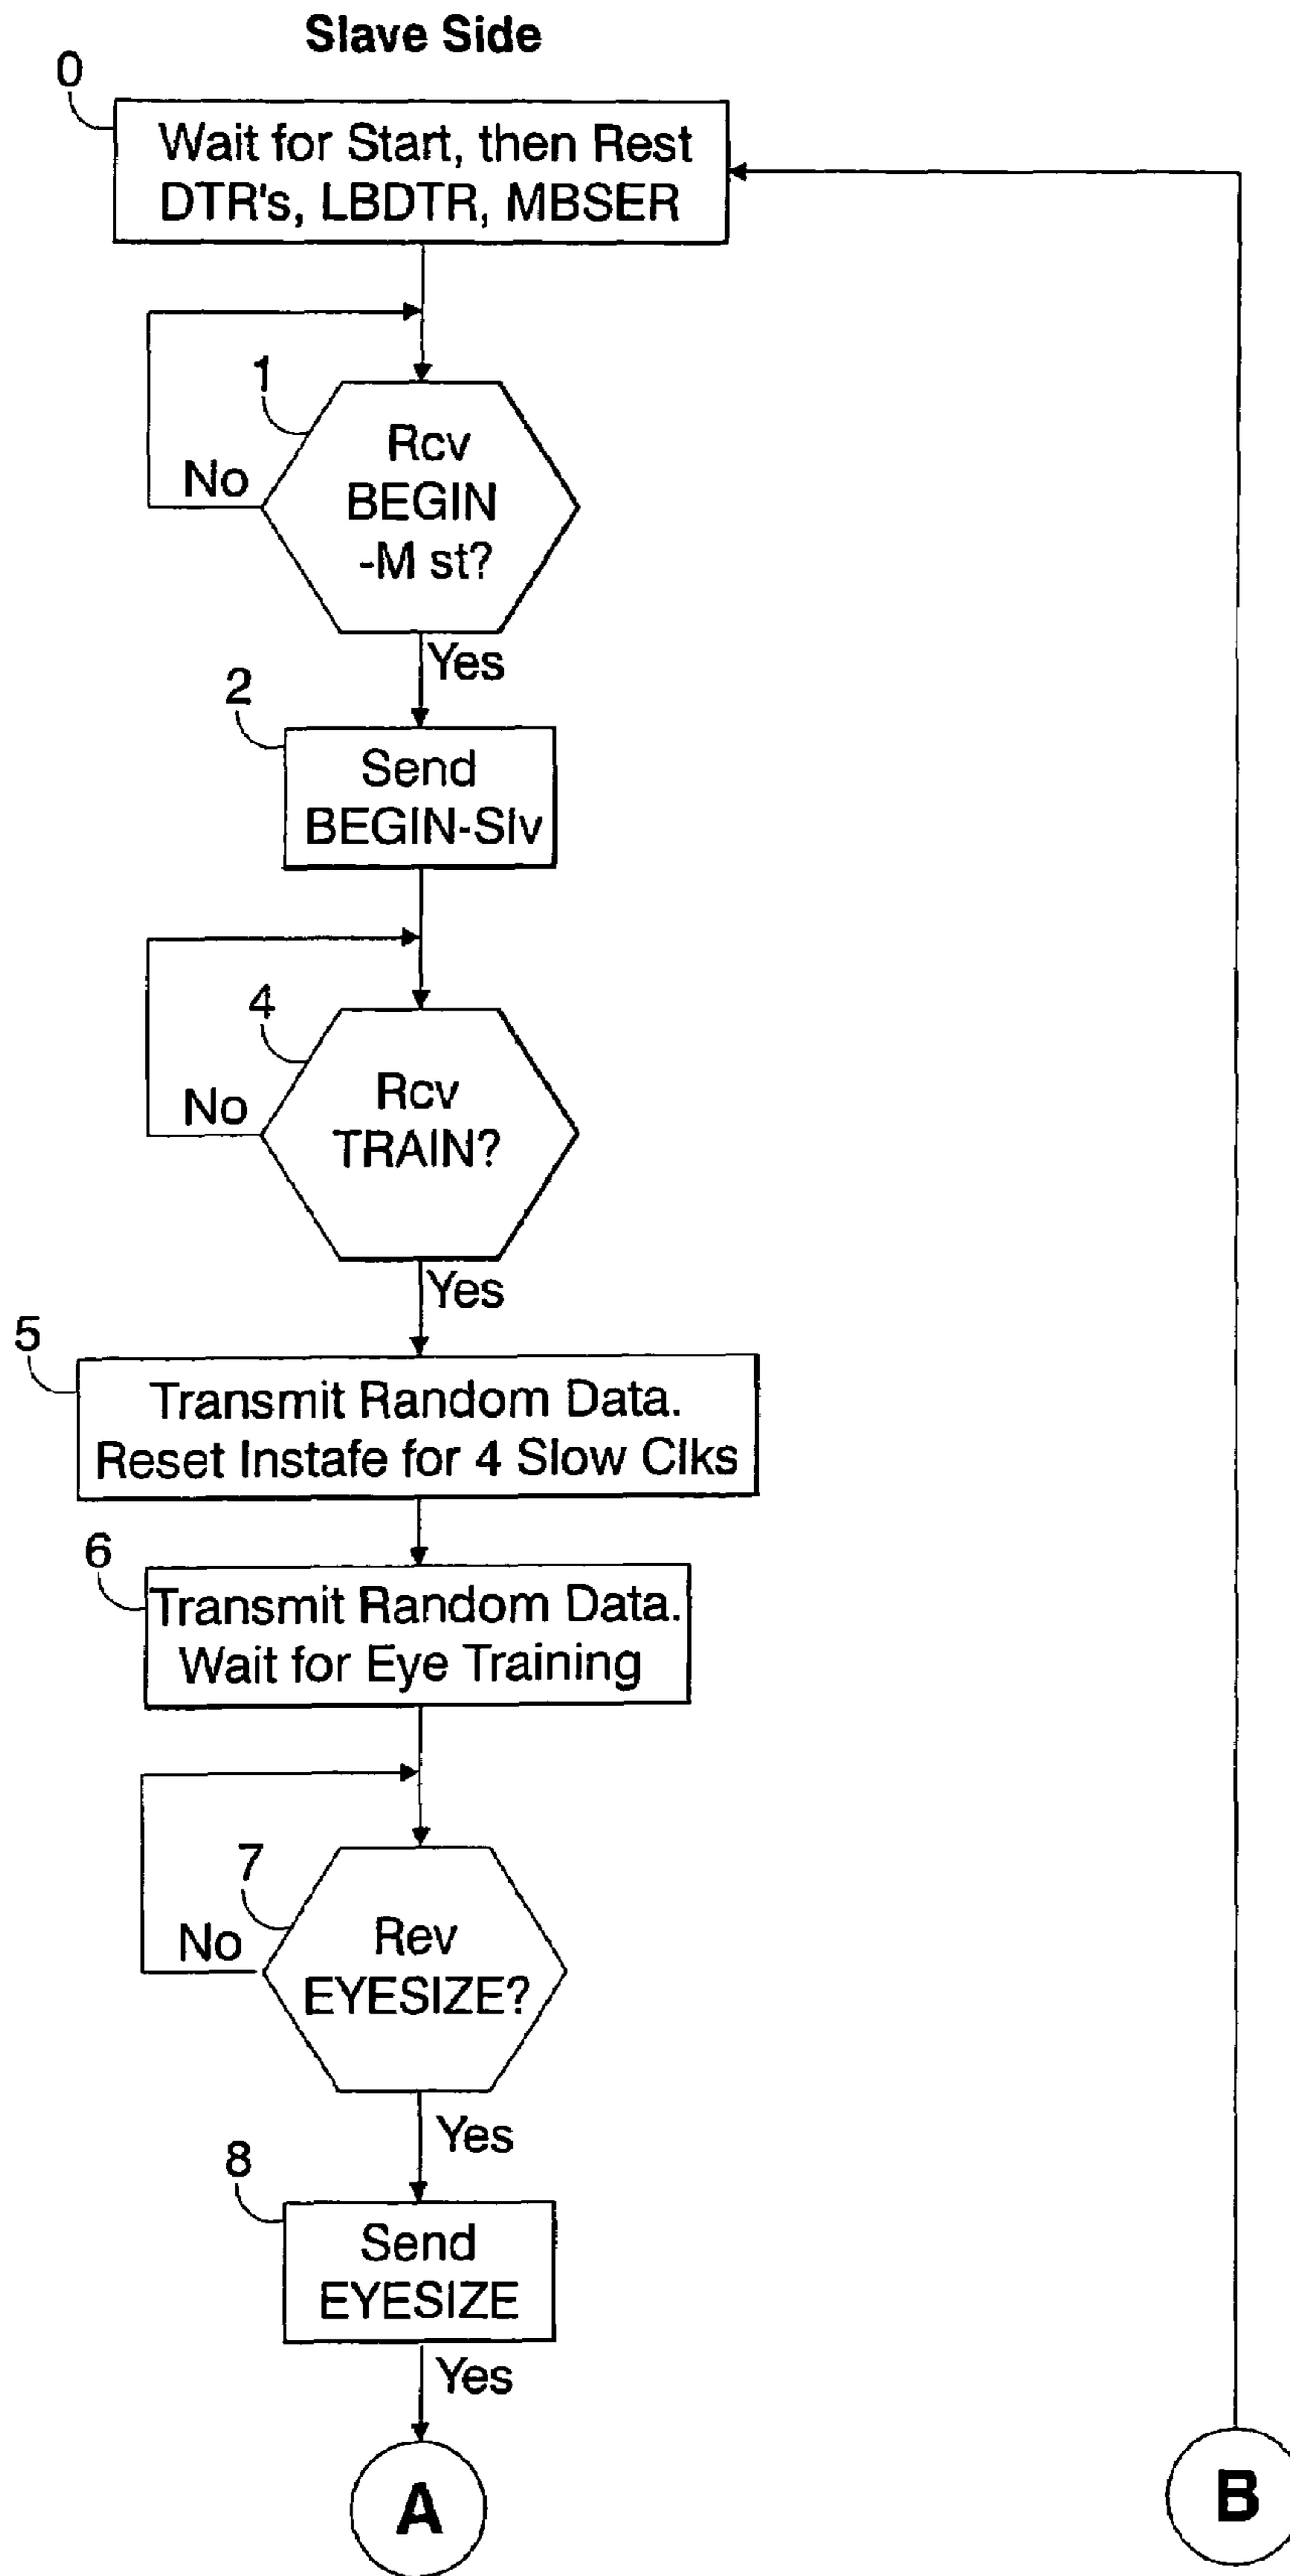 Slave Side
0
Wait for Start, then Rest
DTR's, LBDTR, MBSER
1
Rcv
BEGIN
-M st?
No
Yes
2
Send
BEGIN-Slv
4
Rcv
TRAIN?
No
Yes
5
Transmit Random Data.
Reset Instafe for 4 Slow Clks
6
Transmit Random Data.
Wait for Eye Training
7
Rev
EYESIZE?
No
Yes
8
Send
EYESIZE
Yes
A
B